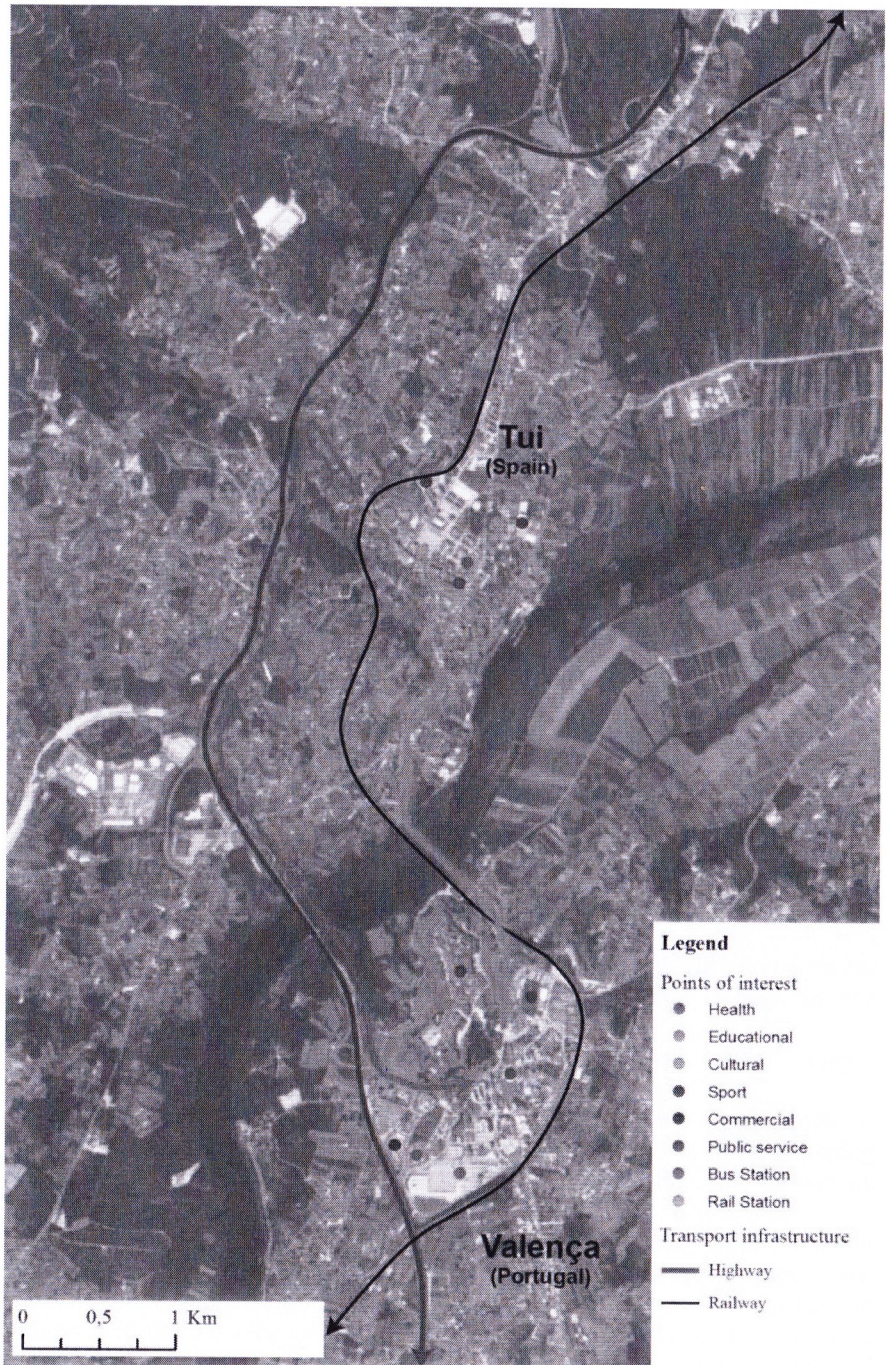 Tui
(Spain)
Valença
(Portugal)
Legend
Points of interest
Health
Educational
Cultural
Sport
Commercial
Public service
Bus Station
Rail Station
Transport infrastructure
Highway
Railway
0 0,5 1 Km